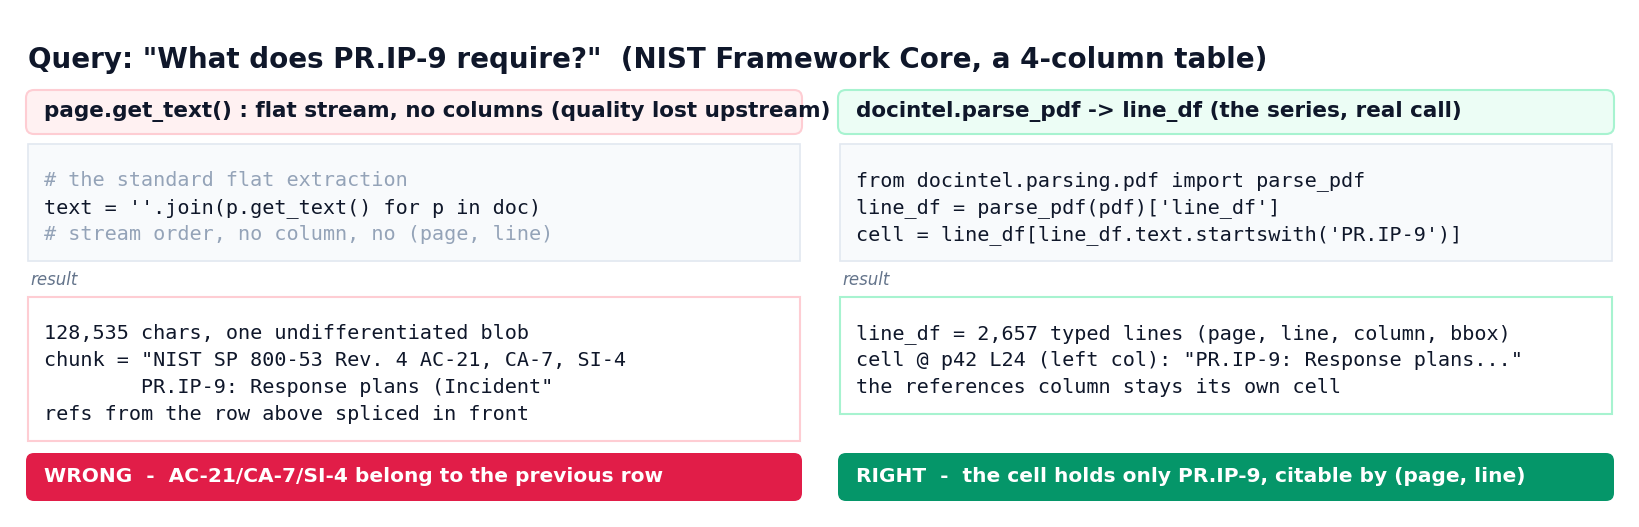 Query: "What does PR.IP-9 require?"  (NIST Framework Core, a 4-column table)
page.get_text() : flat stream, no columns (quality lost upstream)
# the standard flat extraction
text = ''.join(p.get_text() for p in doc)
# stream order, no column, no (page, line)
result
128,535 chars, one undifferentiated blob
chunk = "NIST SP 800-53 Rev. 4 AC-21, CA-7, SI-4
        PR.IP-9: Response plans (Incident"
refs from the row above spliced in front
WRONG  -  AC-21/CA-7/SI-4 belong to the previous row
docintel.parse_pdf -> line_df (the series, real call)
from docintel.parsing.pdf import parse_pdf
line_df = parse_pdf(pdf)['line_df']
cell = line_df[line_df.text.startswith('PR.IP-9')]
result
line_df = 2,657 typed lines (page, line, column, bbox)
cell @ p42 L24 (left col): "PR.IP-9: Response plans..."
the references column stays its own cell
RIGHT  -  the cell holds only PR.IP-9, citable by (page, line)